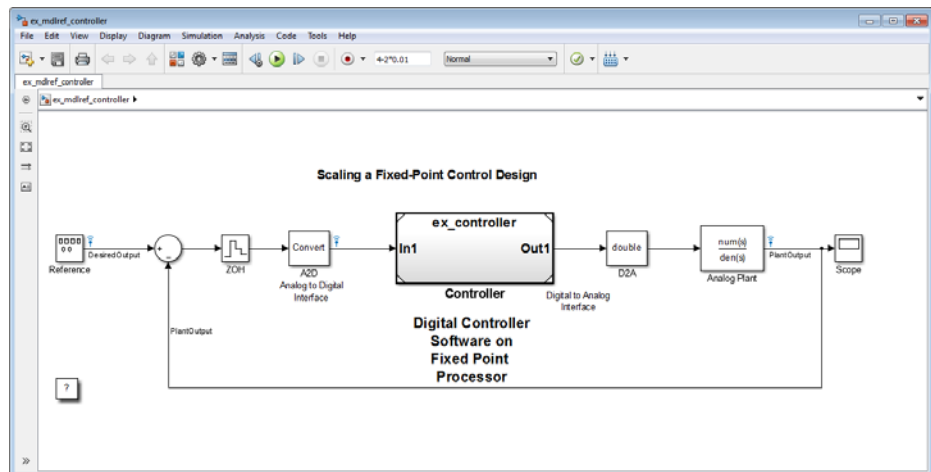 ex_mdlref_controller
File Edit View Display Diagram Simulation Analysis Code Tools Help
4-2*0.01 Normal
ex_mdlref_controller
ex_mdlref_controller
Scaling a Fixed-Point Control Design
ex_controller
In1 Out1
Convert
double
num(s)
den(s)
DesiredOutput
PlantOutput
Reference
ZOH
A2D
D2A
Analog Plant
Scope
Analog to Digital
Interface
Controller
Digital to Analog
Interface
PlantOutput
Digital Controller
Software on
Fixed Point
Processor
?